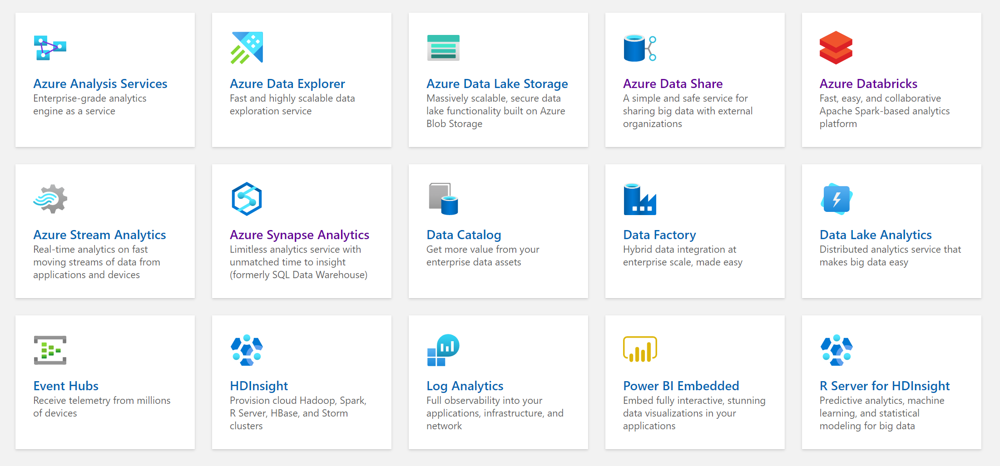 Azure Analysis Services
Enterprise-grade analytics
engine as a service
Azure Data Explorer
Fast and highly scalable data
exploration service
Azure Data Lake Storage
Massively scalable, secure data
lake functionality built on Azure
Blob Storage
Azure Data Share
A simple and safe service for
sharing big data with external
organizations
Azure Databricks
Fast, easy, and collaborative
Apache Spark-based analytics
platform
Azure Stream Analytics
Real-time analytics on fast
moving streams of data from
applications and devices
Azure Synapse Analytics
Limitless analytics service with
unmatched time to insight
(formerly SQL Data Warehouse)
Data Catalog
Get more value from your
enterprise data assets
Data Factory
Hybrid data integration at
enterprise scale, made easy
Data Lake Analytics
Distributed analytics service that
makes big data easy
Event Hubs
Receive telemetry from millions
of devices
HDInsight
Provision cloud Hadoop, Spark,
R Server, HBase, and Storm
clusters
Log Analytics
Full observability into your
applications, infrastructure, and
network
Power BI Embedded
Embed fully interactive, stunning
data visualizations in your
applications
R Server for HDInsight
Predictive analytics, machine
learning, and statistical
modeling for big data